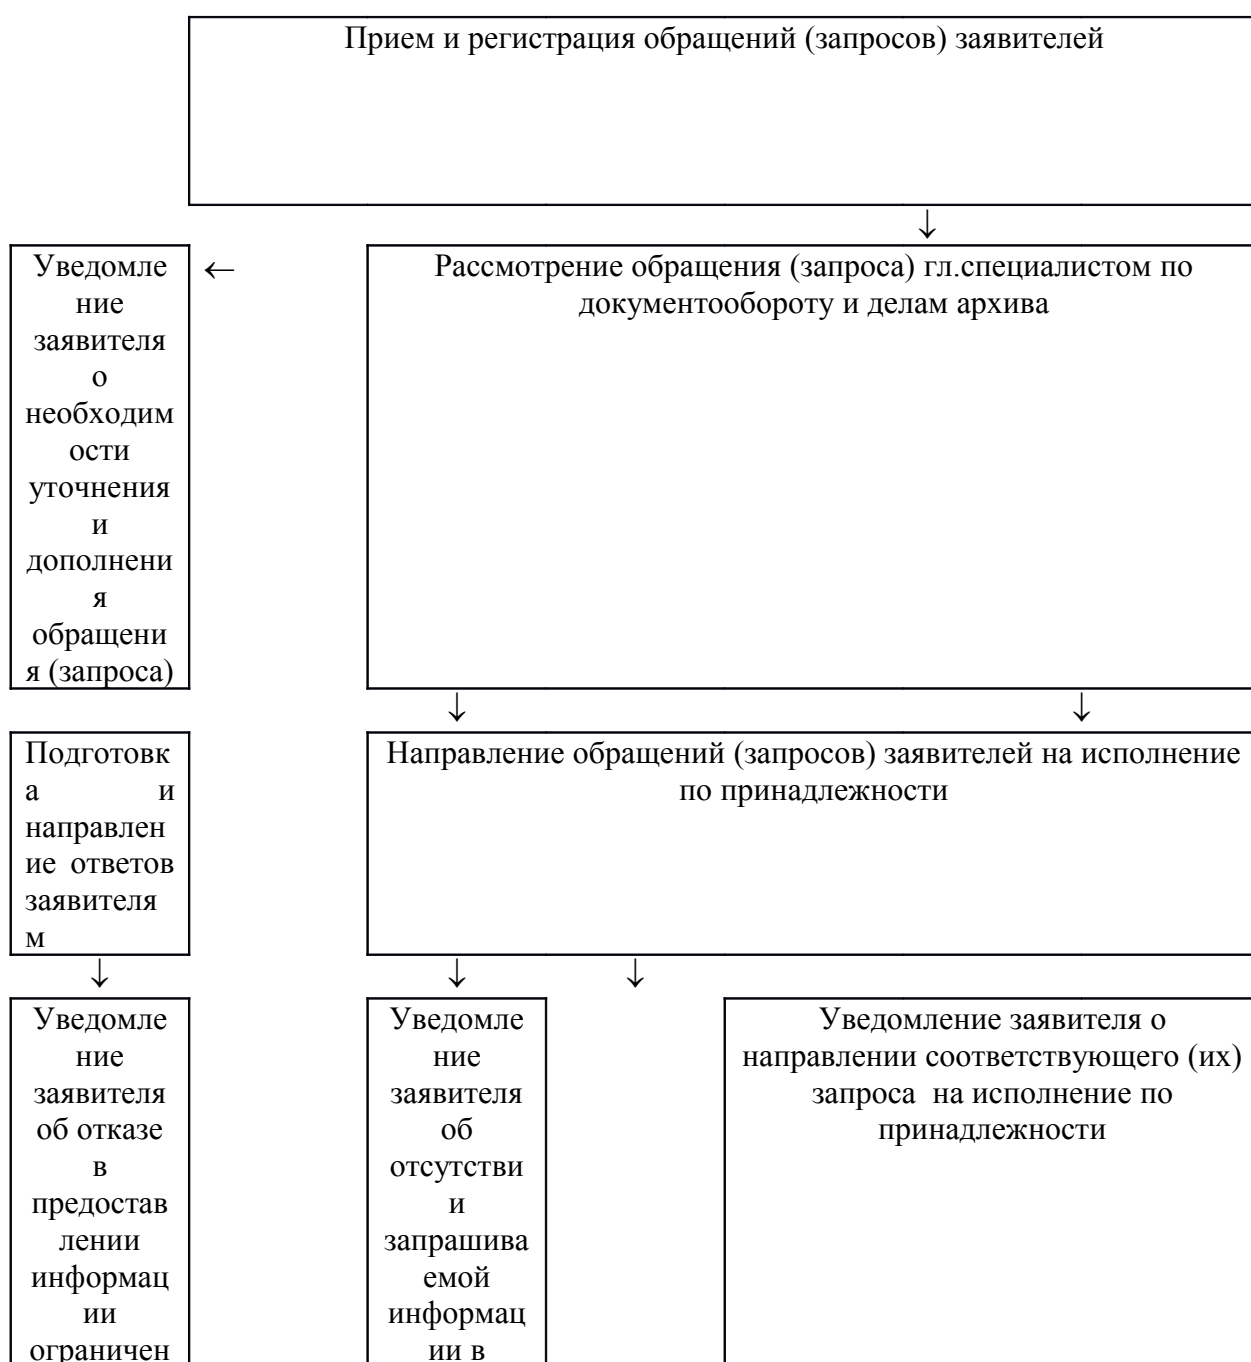 Прием и регистрация обращений (запросов) заявителей
↓
Уведомле
ние
заявителя
о
необходим
ости
уточнения
и
дополнени
я
обращени
я (запроса)
←
Рассмотрение обращения (запроса) гл.специалистом по
документообороту и делам архива
↓ ↓
Подготовк
а и
направлен
ие ответов
заявителя
м
Направление обращений (запросов) заявителей на исполнение
по принадлежности
↓ ↓ ↓
Уведомле
ние
заявителя
об отказе
в
предостав
лении
информац
ии
ограничен
Уведомле
ние
заявителя
об
отсутстви
и
запрашива
емой
информац
ии в
Уведомление заявителя о
направлении соответствующего (их)
запроса на исполнение по
принадлежности